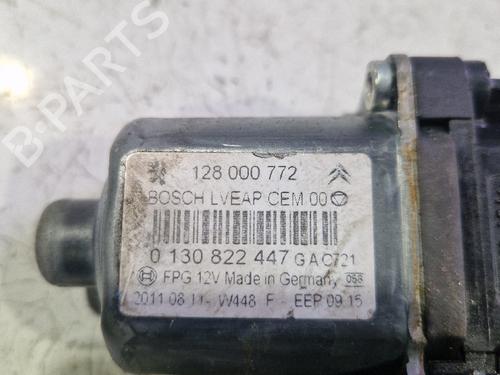 B-PARTS
128 000 772
BOSCH LVEAP CEM 00
0 130 822 447 GAC721
FPG 12V Made in Germany 056
2011 08 11 W448 F EEP 09 15